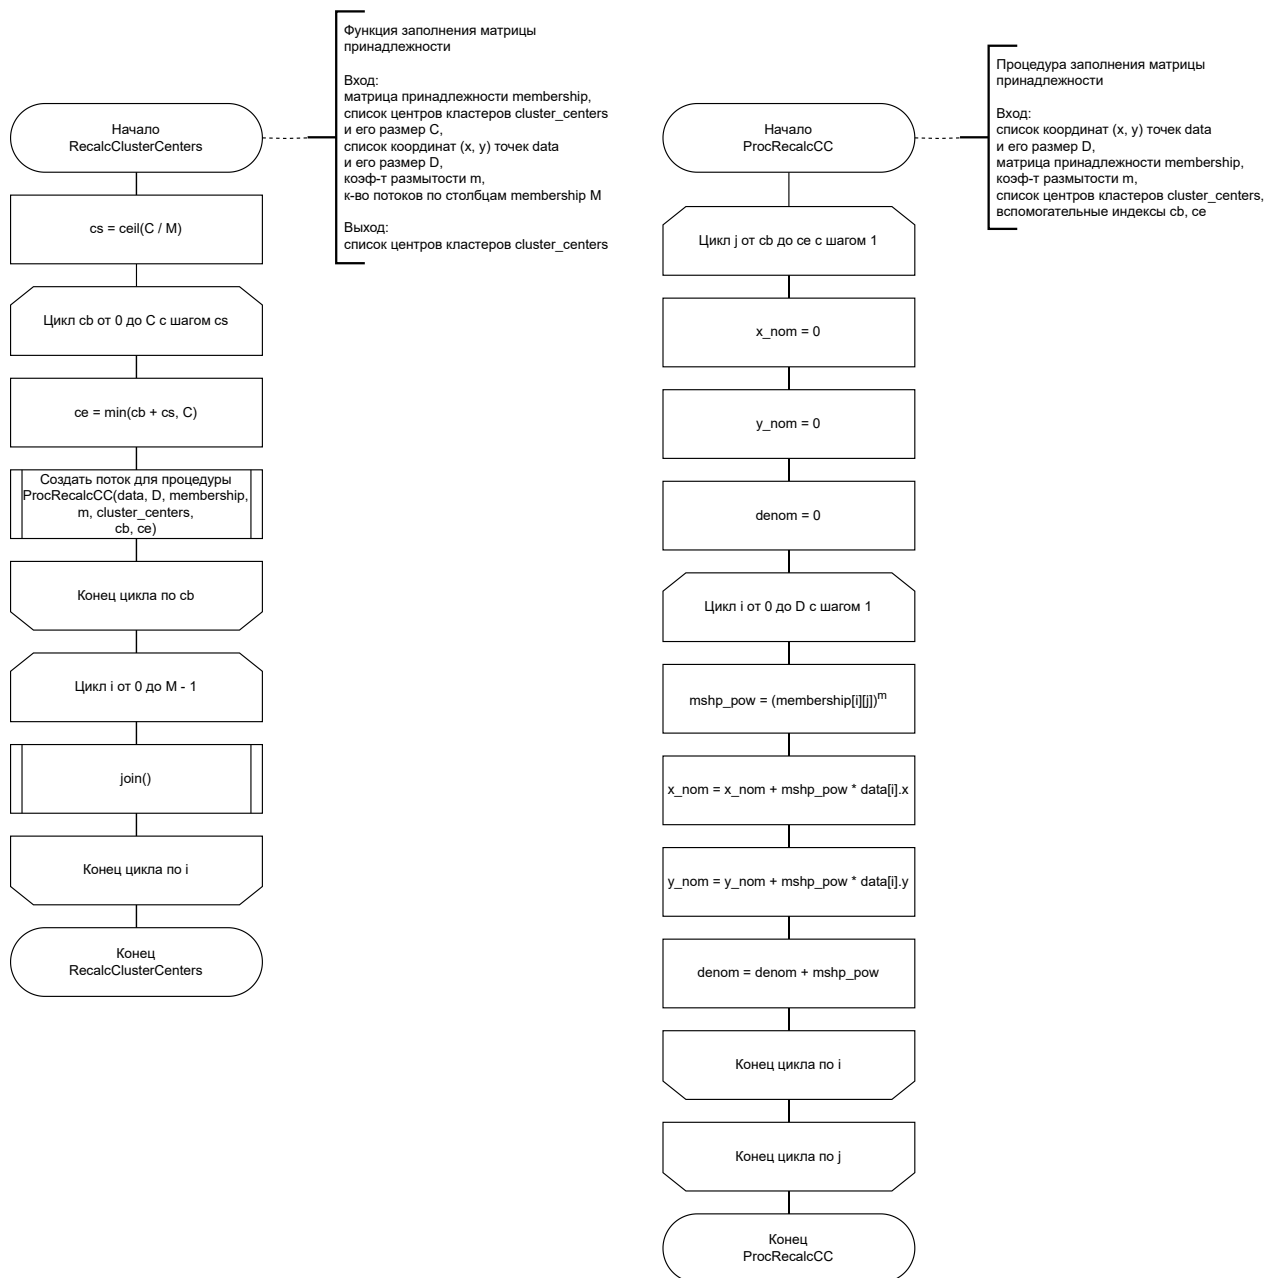 Начало
RecalcClusterCenters
cs = ceil(C / M)
Цикл cb от 0 до C с шагом cs
ce = min(cb + cs, C)
Создать поток для процедуры
ProcRecalcCC(data, D, membership,
m, cluster_centers,
cb, ce)
Конец цикла по cb
Цикл i от 0 до M - 1
join()
Конец цикла по i
Конец
RecalcClusterCenters
Функция заполнения матрицы
принадлежности
Вход:
матрица принадлежности membership,
список центров кластеров cluster_centers
и его размер C,
список координат (x, y) точек data
и его размер D,
коэф-т размытости m,
к-во потоков по столбцам membership M
Выход:
список центров кластеров cluster_centers
Начало
ProcRecalcCC
Цикл j от cb до ce с шагом 1
x_nom = 0
y_nom = 0
denom = 0
Цикл i от 0 до D с шагом 1
mshp_pow = (membership[i][j])^m
x_nom = x_nom + mshp_pow * data[i].x
y_nom = y_nom + mshp_pow * data[i].y
denom = denom + mshp_pow
Конец цикла по i
Конец цикла по j
Конец
ProcRecalcCC
Процедура заполнения матрицы
принадлежности
Вход:
список координат (x, y) точек data
и его размер D,
матрица принадлежности membership,
коэф-т размытости m,
список центров кластеров cluster_centers,
вспомогательные индексы cb, ce